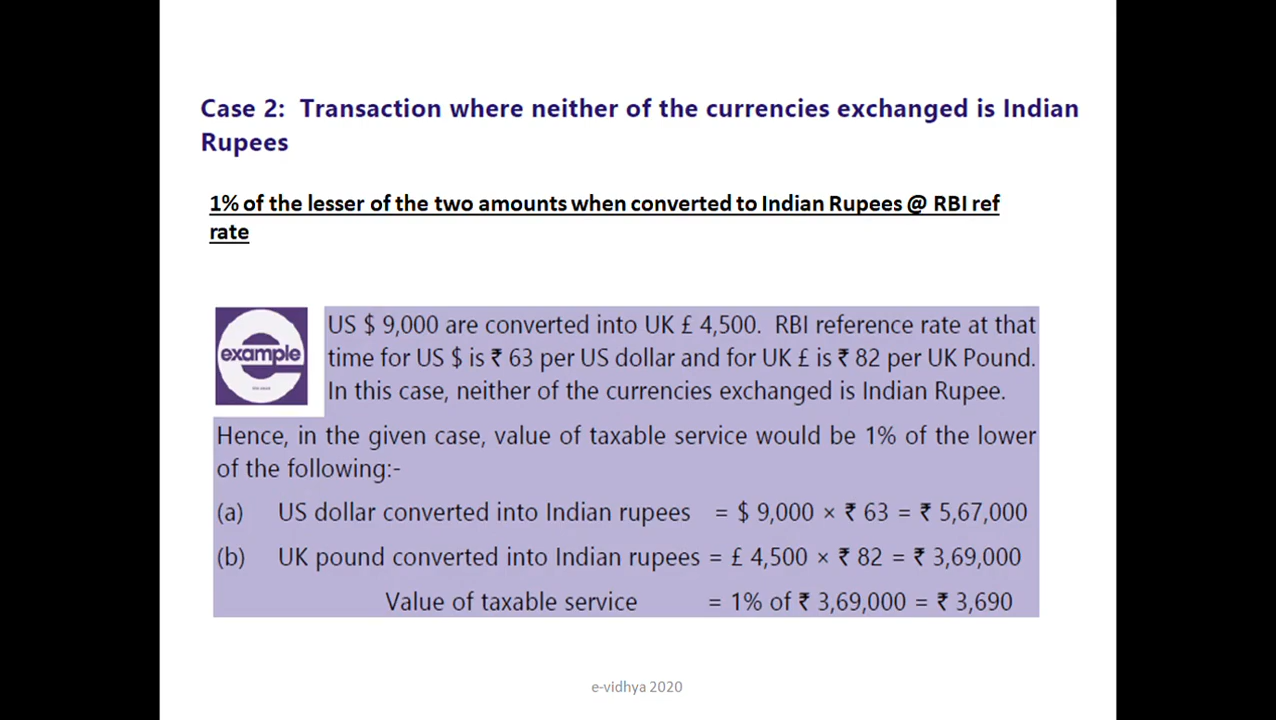 Case 2:  Transaction where neither of the currencies exchanged is Indian
Rupees
1% of the lesser of the two amounts when converted to Indian Rupees @ RBI ref
rate
example
US $ 9,000 are converted into UK £ 4,500.  RBI reference rate at that
time for US $ is ₹ 63 per US dollar and for UK £ is ₹ 82 per UK Pound.
In this case, neither of the currencies exchanged is Indian Rupee.
Hence, in the given case, value of taxable service would be 1% of the lower
of the following:-
(a) US dollar converted into Indian rupees = $ 9,000 × ₹ 63 = ₹ 5,67,000
(b) UK pound converted into Indian rupees = £ 4,500 × ₹ 82 = ₹ 3,69,000
Value of taxable service = 1% of ₹ 3,69,000 = ₹ 3,690
e-vidhya 2020